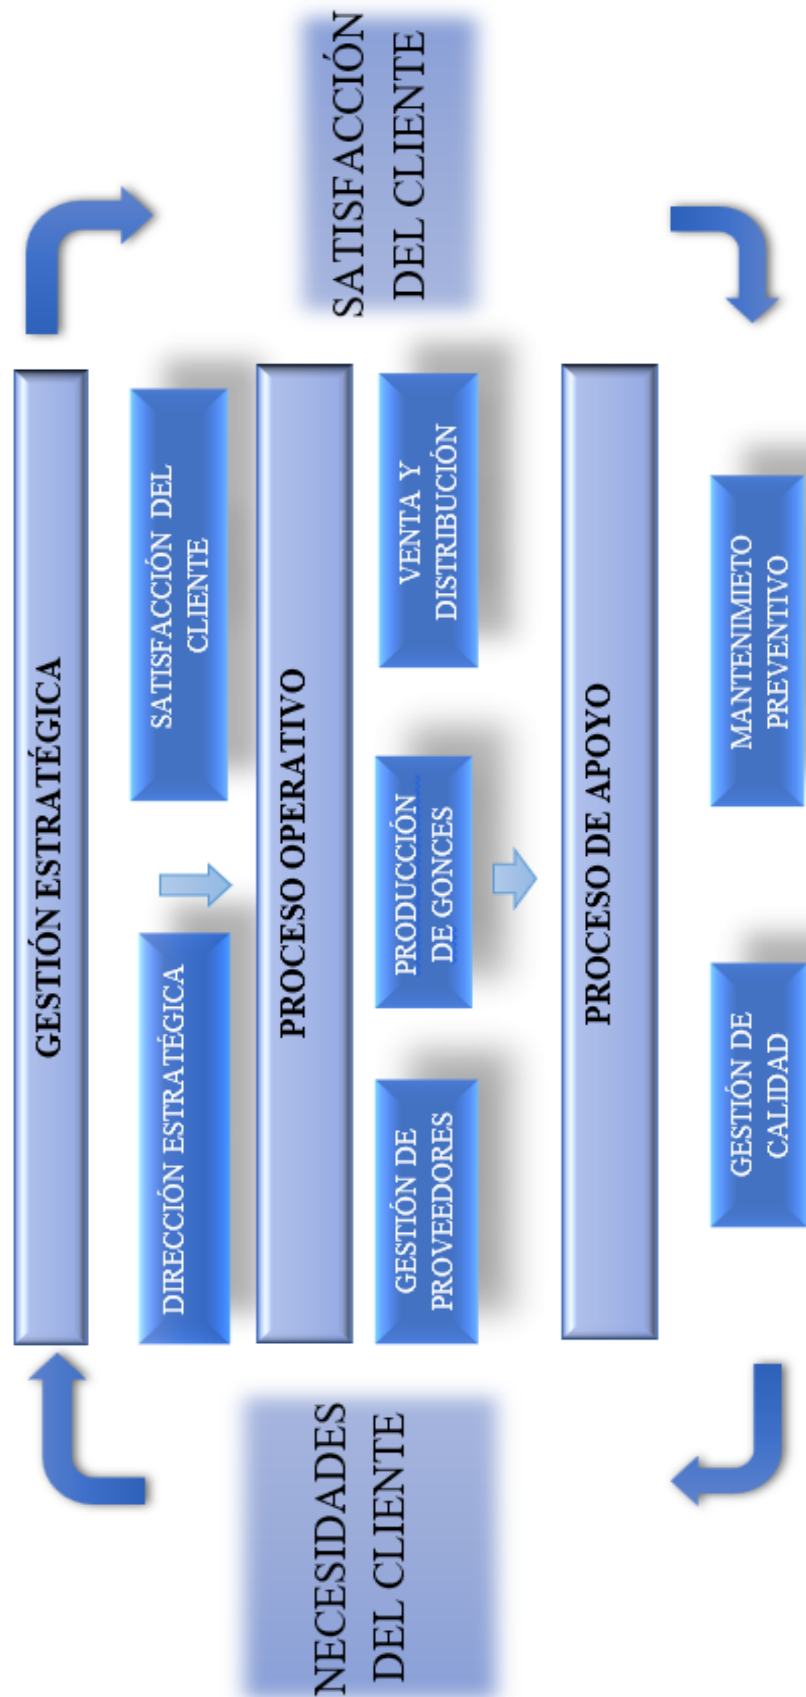 GESTIÓN ESTRATÉGICA
DIRECCIÓN ESTRATÉGICA
SATISFACCIÓN DEL
CLIENTE
NECESIDADES
DEL CLIENTE
PROCESO OPERATIVO
SATISFACCIÓN
DEL CLIENTE
GESTIÓN DE
PROVEEDORES
PRODUCCIÓN
DE GONCES
VENTA Y
DISTRIBUCIÓN
PROCESO DE APOYO
GESTIÓN DE
CALIDAD
MANTENIMIETO
PREVENTIVO